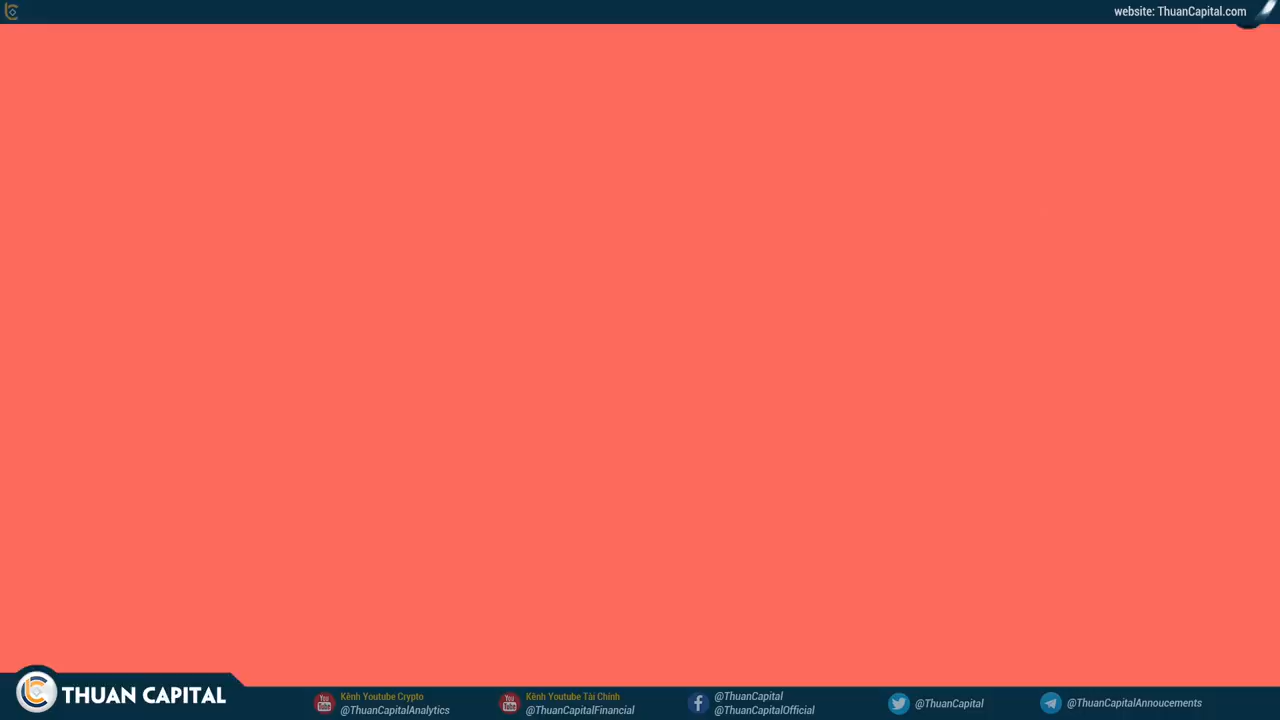 website: ThuanCapital.com
THUAN CAPITAL
Kênh Youtube Crypto
@ThuanCapitalAnalytics
Kênh Youtube Tài Chính
@ThuanCapitalFinancial
@ThuanCapital
@ThuanCapitalOfficial
@ThuanCapital
@ThuanCapitalAnnoucements